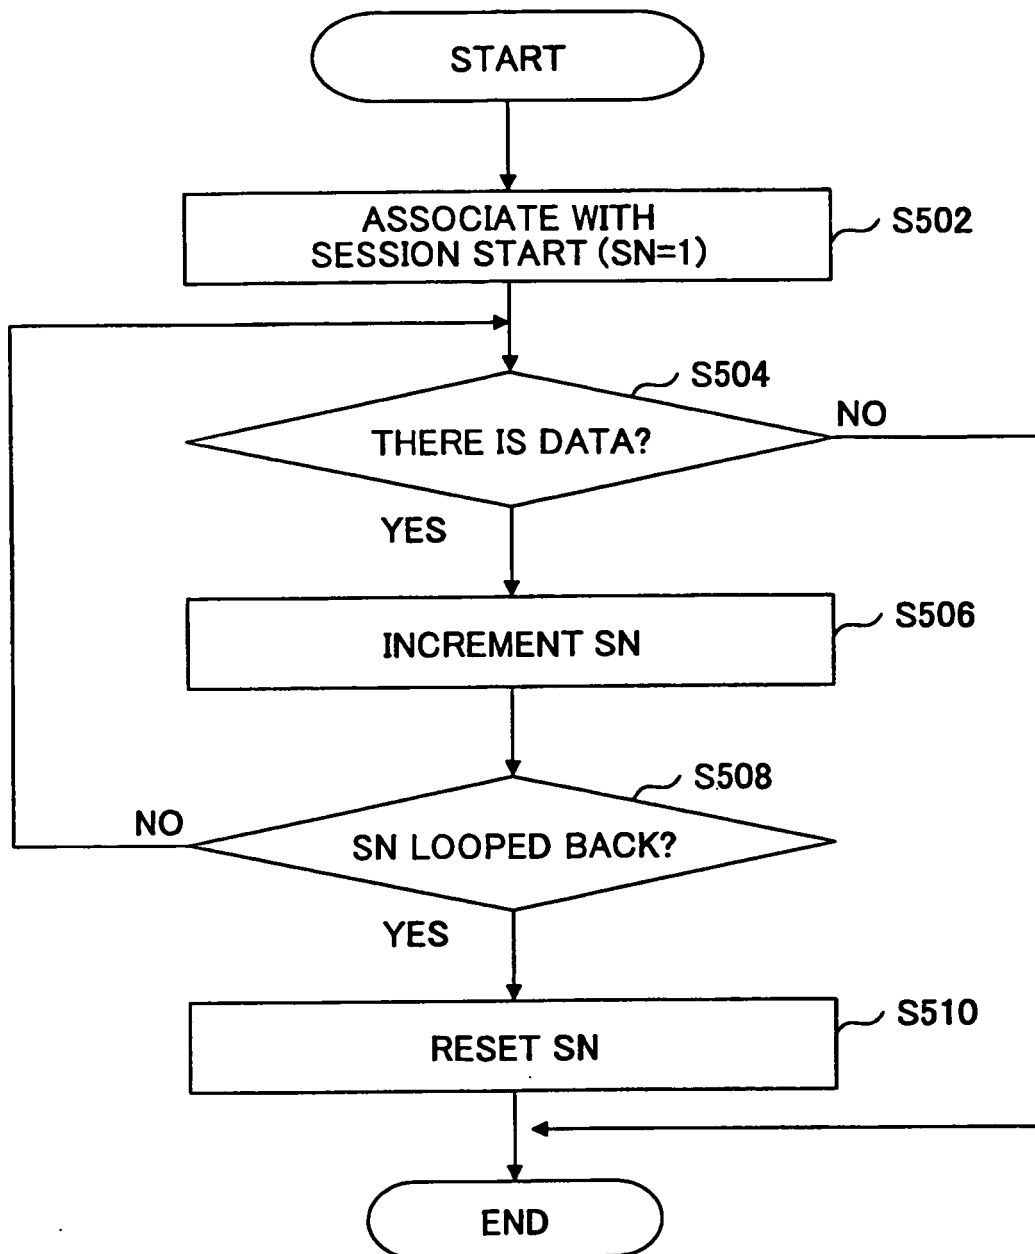 START
ASSOCIATE WITH
SESSION START (SN=1)
S502
S504
THERE IS DATA?
NO
YES
INCREMENT SN
S506
S508
SN LOOPED BACK?
NO
YES
RESET SN
S510
END